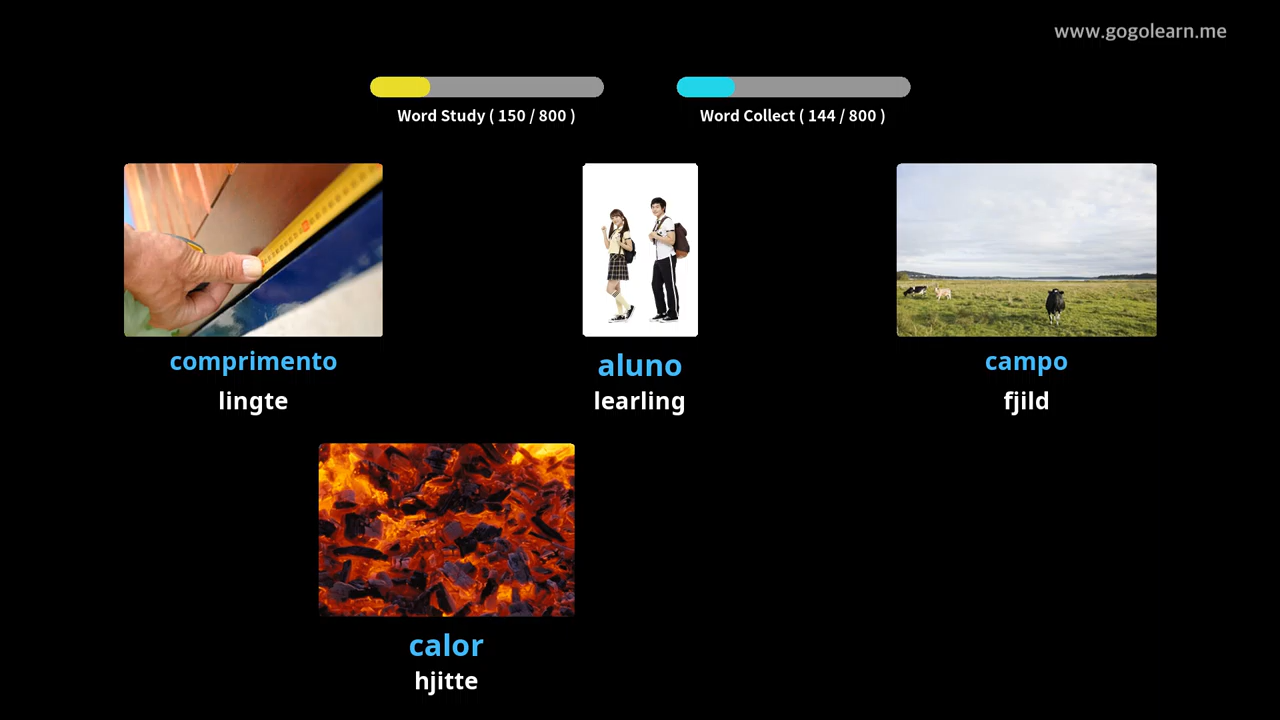 www.gogolearn.me
Word Study ( 150 / 800 )
Word Collect ( 144 / 800 )
comprimento
lingte
aluno
learling
campo
fjild
calor
hjitte